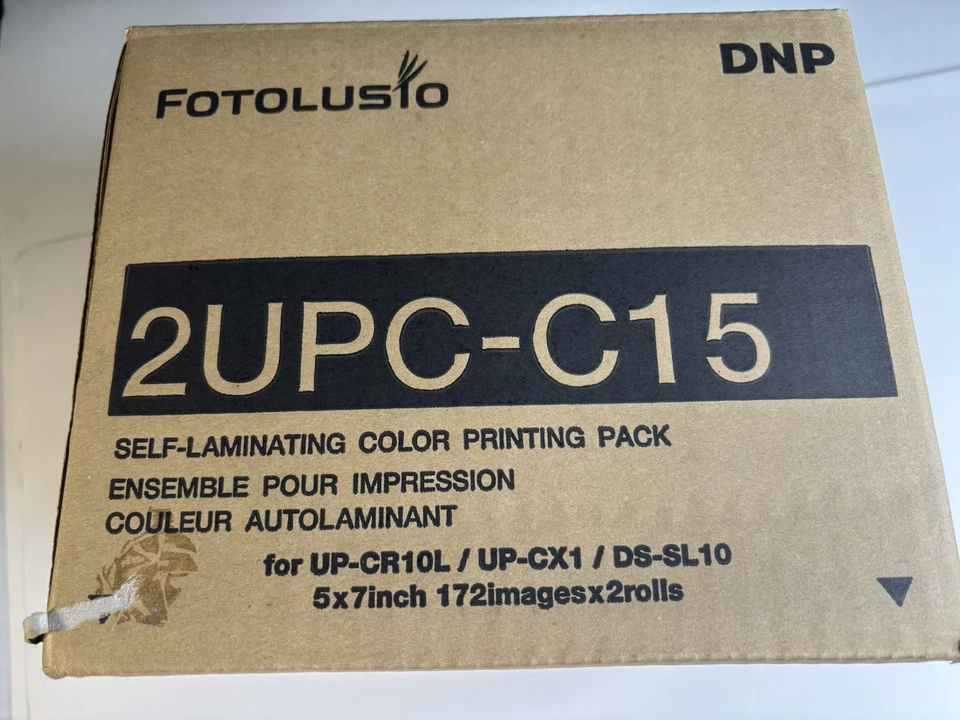 FOTOLUSIO
DNP
2UPC-C15
SELF-LAMINATING COLOR PRINTING PACK
ENSEMBLE POUR IMPRESSION
COULEUR AUTOLAMINANT
for UP-CR10L / UP-CX1 / DS-SL10
5x7inch 172imagesx2rolls